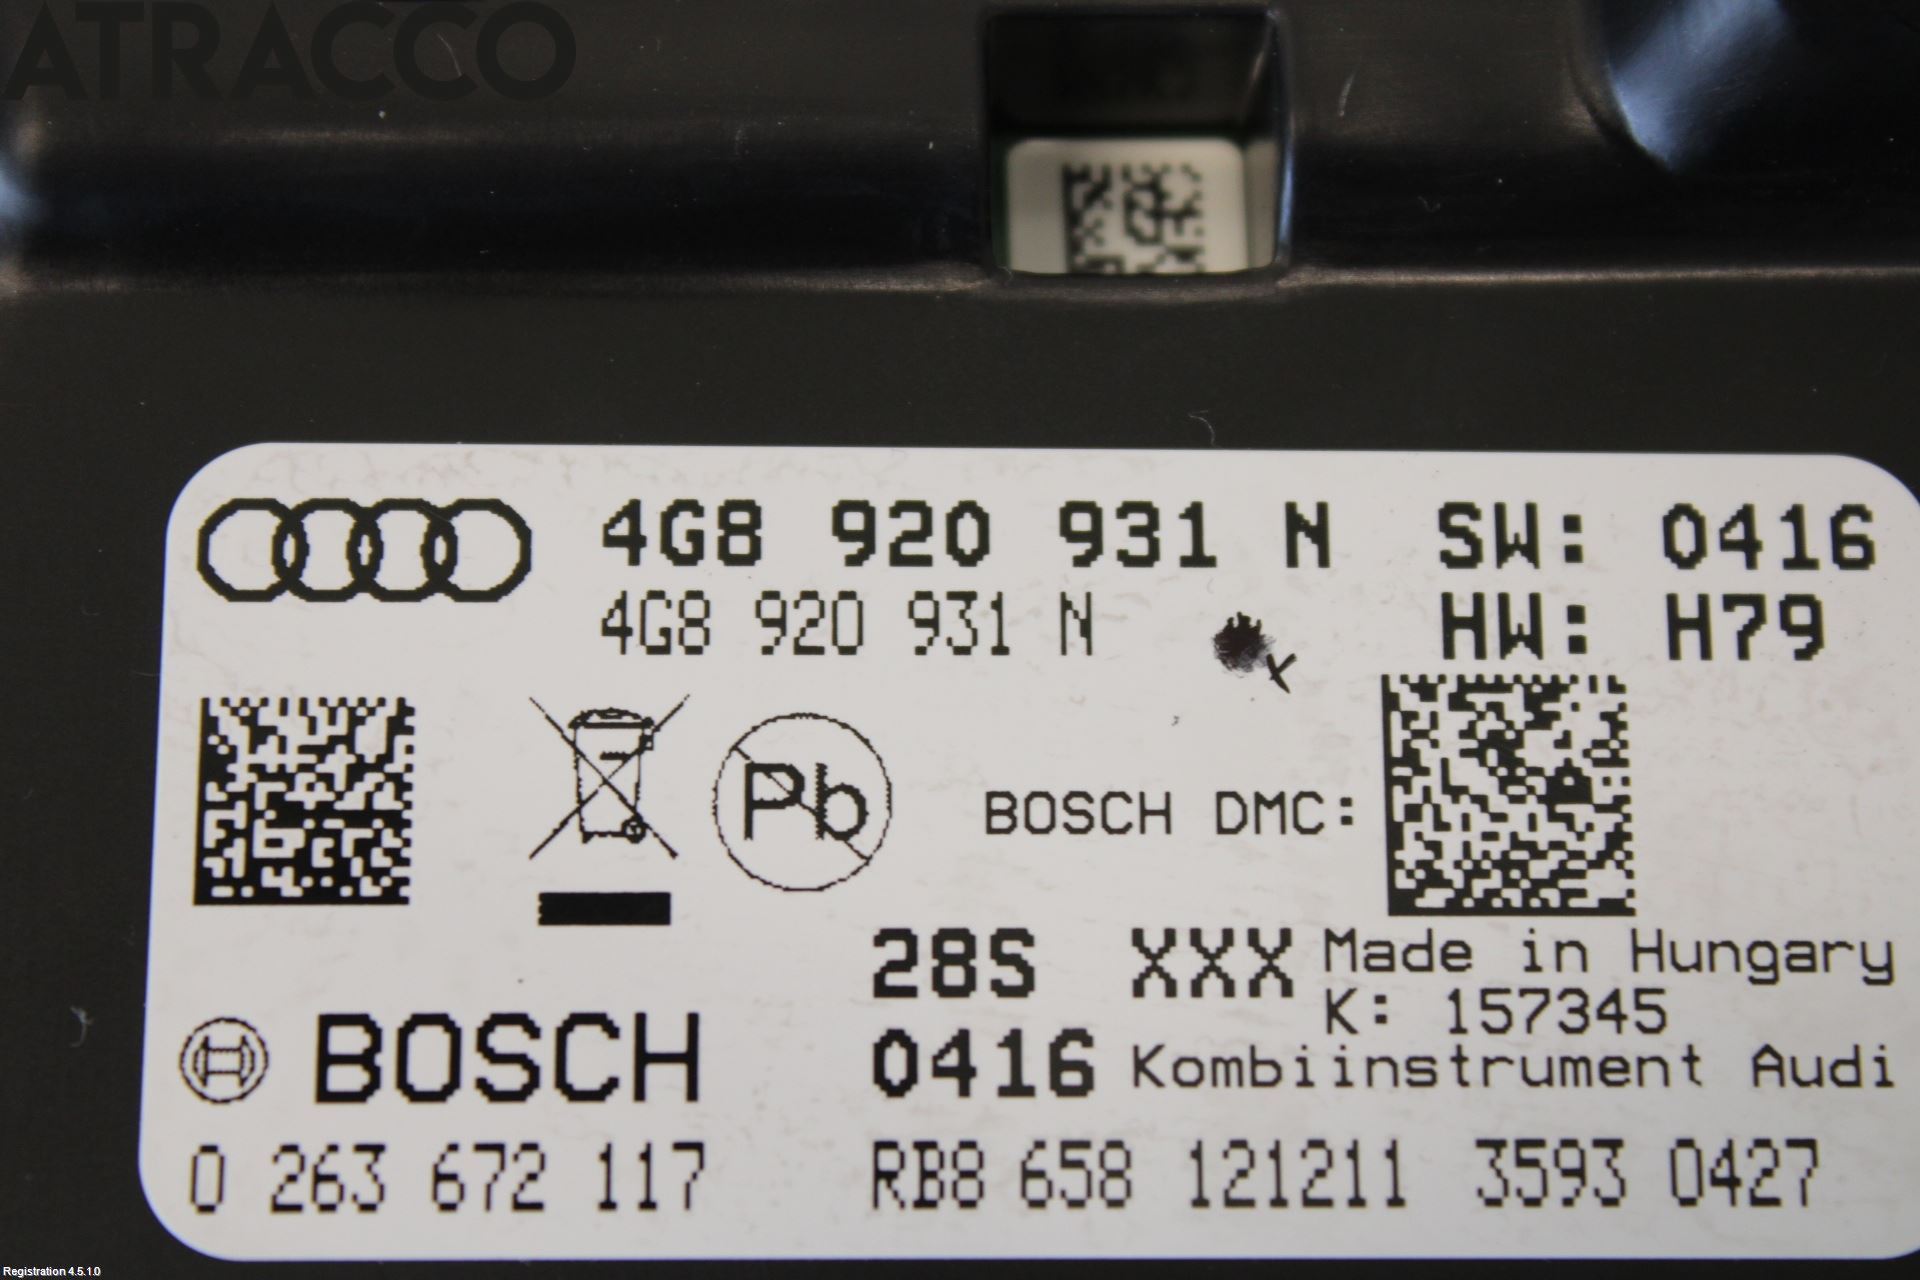 ATRACCO
4G8 920 931 N SW: 0416
4G8 920 931 N HW: H79
Pb
BOSCH DMC:
28S XXX Made in Hungary
K: 157345
BOSCH 0416 Kombiinstrument Audi
0 263 672 117 RB8 658 121211 3593 0427
Registration 4.5.1.0